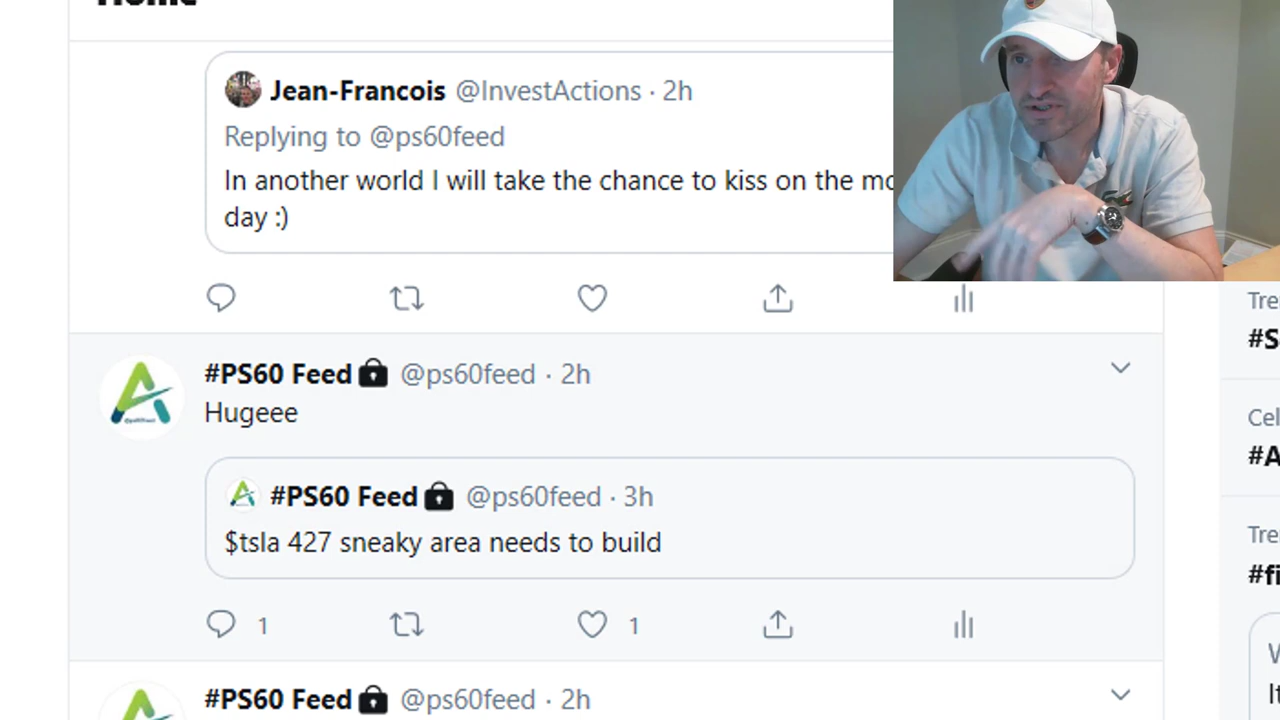 Home
Jean-Francois @InvestActions · 2h
Replying to @ps60feed
In another world I will take the chance to kiss on the
day :)
#PS60 Feed @ps60feed · 2h
Hugeee
#PS60 Feed @ps60feed · 3h
$tsla 427 sneaky area needs to build
1 1
#PS60 Feed @ps60feed · 2h